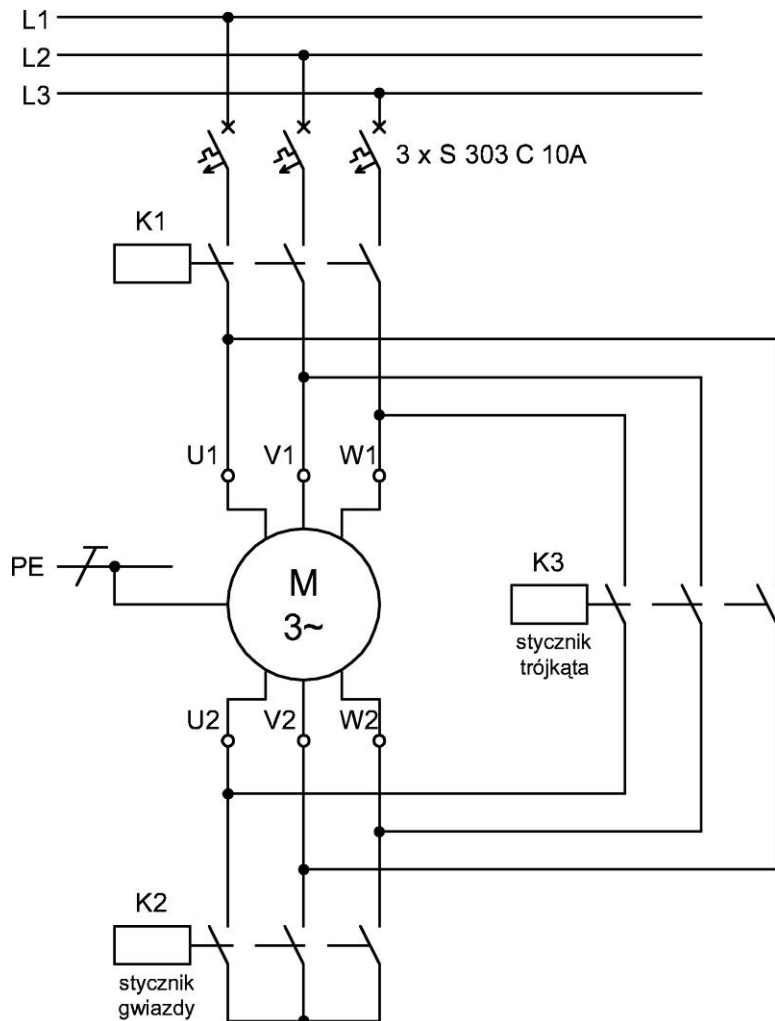 L1
L2
L3
3 x S 303 C 10A
K1
U1 V1 W1
PE
M
3~
K3
stycznik
trójkąta
U2 V2 W2
K2
stycznik
gwiazdy